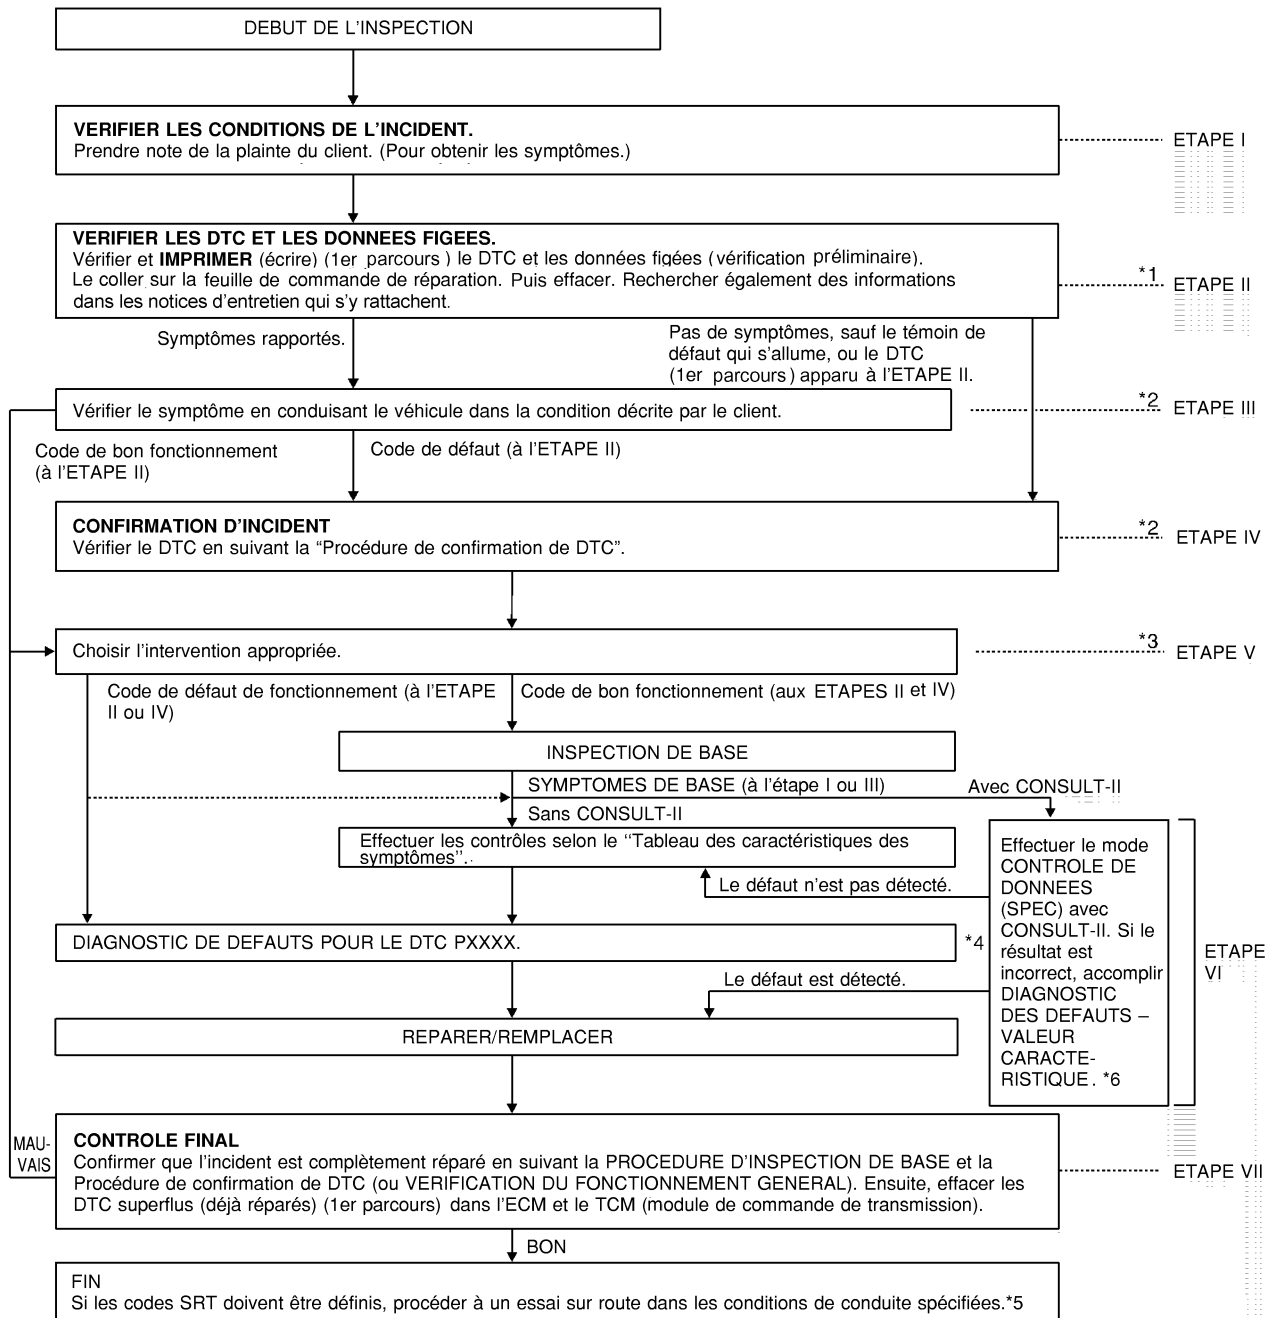 DEBUT DE L'INSPECTION
VERIFIER LES CONDITIONS DE L'INCIDENT.
Prendre note de la plainte du client. (Pour obtenir les symptômes.)
ETAPE I
VERIFIER LES DTC ET LES DONNEES FIGEES.
Vérifier et IMPRIMER (écrire) (1er parcours) le DTC et les données figées (vérification préliminaire).
Le coller sur la feuille de commande de réparation. Puis effacer. Rechercher également des informations
dans les notices d'entretien qui s'y rattachent.
*1
ETAPE II
Symptômes rapportés.
Pas de symptômes, sauf le témoin de
défaut qui s'allume, ou le DTC
(1er parcours) apparu à l'ETAPE II.
Vérifier le symptôme en conduisant le véhicule dans la condition décrite par le client.
*2
ETAPE III
Code de bon fonctionnement
(à l'ETAPE II)
Code de défaut (à l'ETAPE II)
CONFIRMATION D'INCIDENT
Vérifier le DTC en suivant la “Procédure de confirmation de DTC”.
*2
ETAPE IV
Choisir l'intervention appropriée.
*3
ETAPE V
Code de défaut de fonctionnement (à l'ETAPE
II ou IV)
Code de bon fonctionnement (aux ETAPES II et IV)
INSPECTION DE BASE
SYMPTOMES DE BASE (à l'étape I ou III)
Avec CONSULT-II
Sans CONSULT-II
Effectuer les contrôles selon le ‘‘Tableau des caractéristiques des
symptômes’’.
Effectuer le mode
CONTROLE DE
DONNEES
(SPEC) avec
CONSULT-II. Si le
résultat est
incorrect, accomplir
DIAGNOSTIC
DES DEFAUTS –
VALEUR
CARACTE-
RISTIQUE. *6
Le défaut n'est pas détecté.
DIAGNOSTIC DE DEFAUTS POUR LE DTC PXXXX.
*4
ETAPE
VI
Le défaut est détecté.
REPARER/REMPLACER
MAU-
VAIS
CONTROLE FINAL
Confirmer que l'incident est complètement réparé en suivant la PROCEDURE D'INSPECTION DE BASE et la
Procédure de confirmation de DTC (ou VERIFICATION DU FONCTIONNEMENT GENERAL). Ensuite, effacer les
DTC superflus (déjà réparés) (1er parcours) dans l'ECM et le TCM (module de commande de transmission).
ETAPE VII
BON
FIN
Si les codes SRT doivent être définis, procéder à un essai sur route dans les conditions de conduite spécifiées.*5